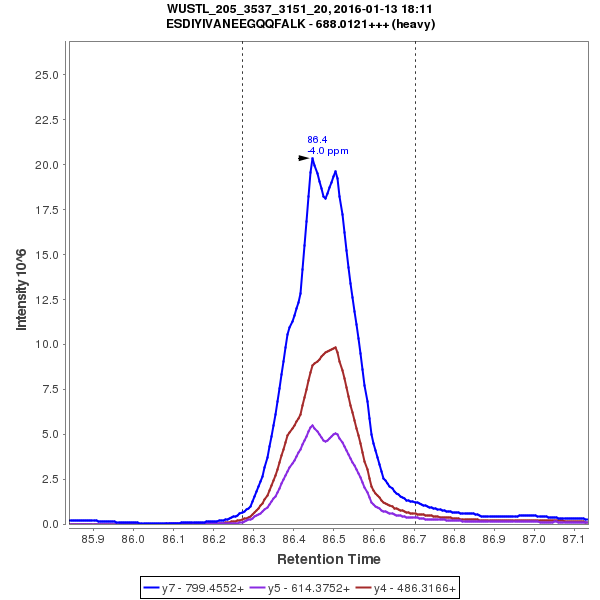 WUSTL_205_3537_3151_20, 2016-01-13 18:11
ESDIYIVANEEGQQFALK - 688.0121+++ (heavy)
25.0
22.5
20.0
17.5
15.0
12.5
10.0
7.5
5.0
2.5
0.0
Intensity 10^6
86.4
-4.0 ppm
85.9 86.0 86.1 86.2 86.3 86.4 86.5 86.6 86.7 86.8 86.9 87.0 87.1
Retention Time
y7 - 799.4552+ y5 - 614.3752+ y4 - 486.3166+